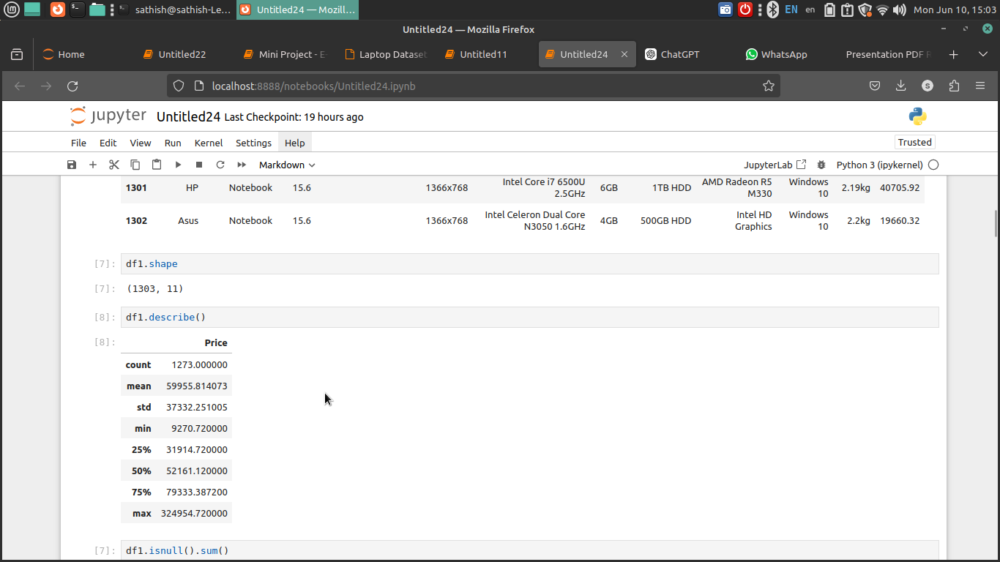 sathish@sathish-Le... Untitled24 — Mozill... EN en Mon Jun 10, 15:03
Untitled24 — Mozilla Firefox
Home Untitled22 Mini Project - E Laptop Dataset Untitled11 Untitled24 ChatGPT WhatsApp Presentation PDF
localhost:8888/notebooks/Untitled24.ipynb S
jupyter Untitled24 Last Checkpoint: 19 hours ago
File Edit View Run Kernel Settings Help Trusted
Markdown JupyterLab Python 3 (ipykernel)
1301 HP Notebook 15.6 1366x768 Intel Core i7 6500U 2.5GHz 6GB 1TB HDD AMD Radeon R5 M330 Windows 10 2.19kg 40705.92
1302 Asus Notebook 15.6 1366x768 Intel Celeron Dual Core N3050 1.6GHz 4GB 500GB HDD Intel HD Graphics Windows 10 2.2kg 19660.32
[7]: df1.shape
[7]: (1303, 11)
[8]: df1.describe()
[8]: Price
count 1273.000000
mean 59955.814073
std 37332.251005
min 9270.720000
25% 31914.720000
50% 52161.120000
75% 79333.387200
max 324954.720000
[7]: df1.isnull().sum()